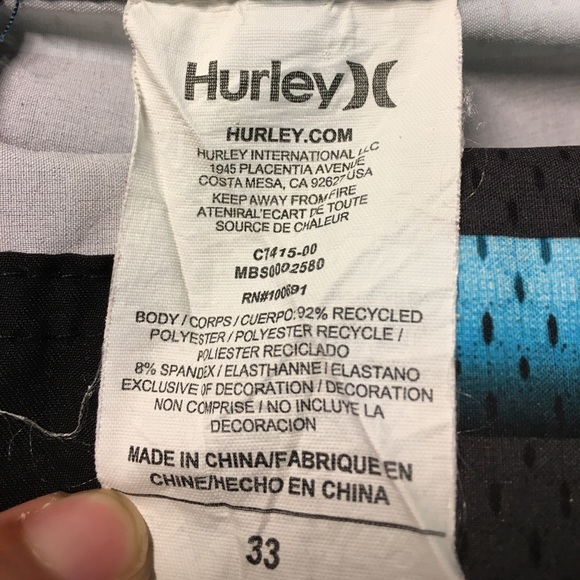 Hurley
HURLEY.COM
HURLEY INTERNATIONAL LLC
1945 PLACENTIA AVENUE
COSTA MESA, CA 92627USA
KEEP AWAY FROM FIRE
ATENIRAL'ECART DE TOUTE
SOURCE DE CHALEUR
C7415-00
MBS0002580
RN#100691
BODY / CORPS / CUERPO:92% RECYCLED
POLYESTER / POLYESTER RECYCLE /
POLIESTER RECICLADO
8% SPANDEX / ELASTHANNE / ELASTANO
EXCLUSIVE OF DECORATION / DECORATION
NON COMPRISE / NO INCLUYE LA
DECORACION
MADE IN CHINA/FABRIQUE EN
CHINE/HECHO EN CHINA
33